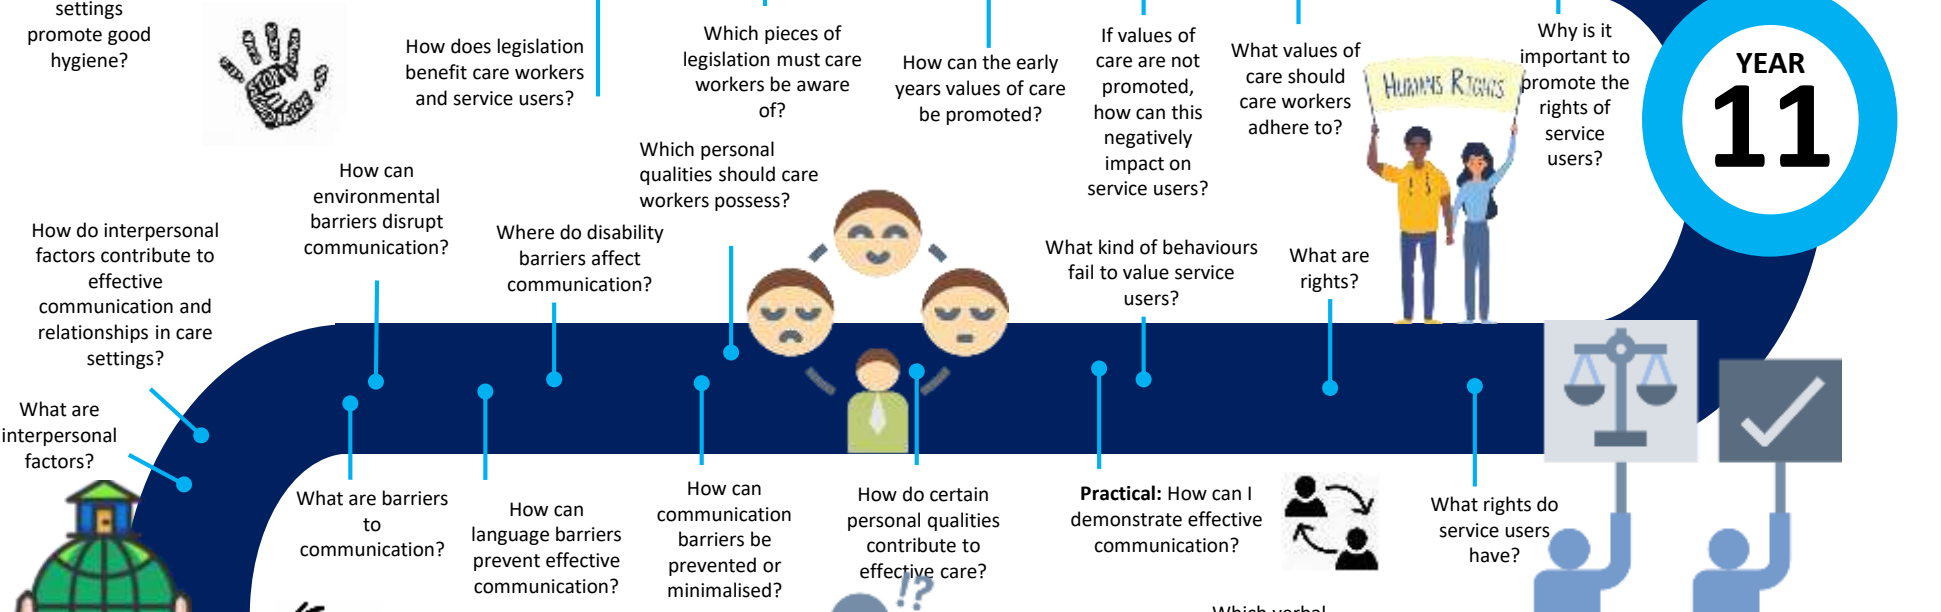 settings
promote good
hygiene?
How does legislation
benefit care workers
and service users?
Which pieces of
legislation must care
workers be aware
of?
How can the early
years values of care
be promoted?
If values of
care are not
promoted,
how can this
negatively
impact on
service users?
What values of
care should
care workers
adhere to?
HUMANS RIGHTS
Why is it
important to
promote the
rights of
service
users?
YEAR
11
How do interpersonal
factors contribute to
effective
communication and
relationships in care
settings?
How can
environmental
barriers disrupt
communication?
Where do disability
barriers affect
communication?
Which personal
qualities should care
workers possess?
What kind of behaviours
fail to value service
users?
What are
rights?
What are
interpersonal
factors?
What are barriers
to
communication?
How can
language barriers
prevent effective
communication?
How can
communication
barriers be
prevented or
minimalised?
How do certain
personal qualities
contribute to
effective care?
!?
Practical: How can I
demonstrate effective
communication?
What rights do
service users
have?
Which verbal